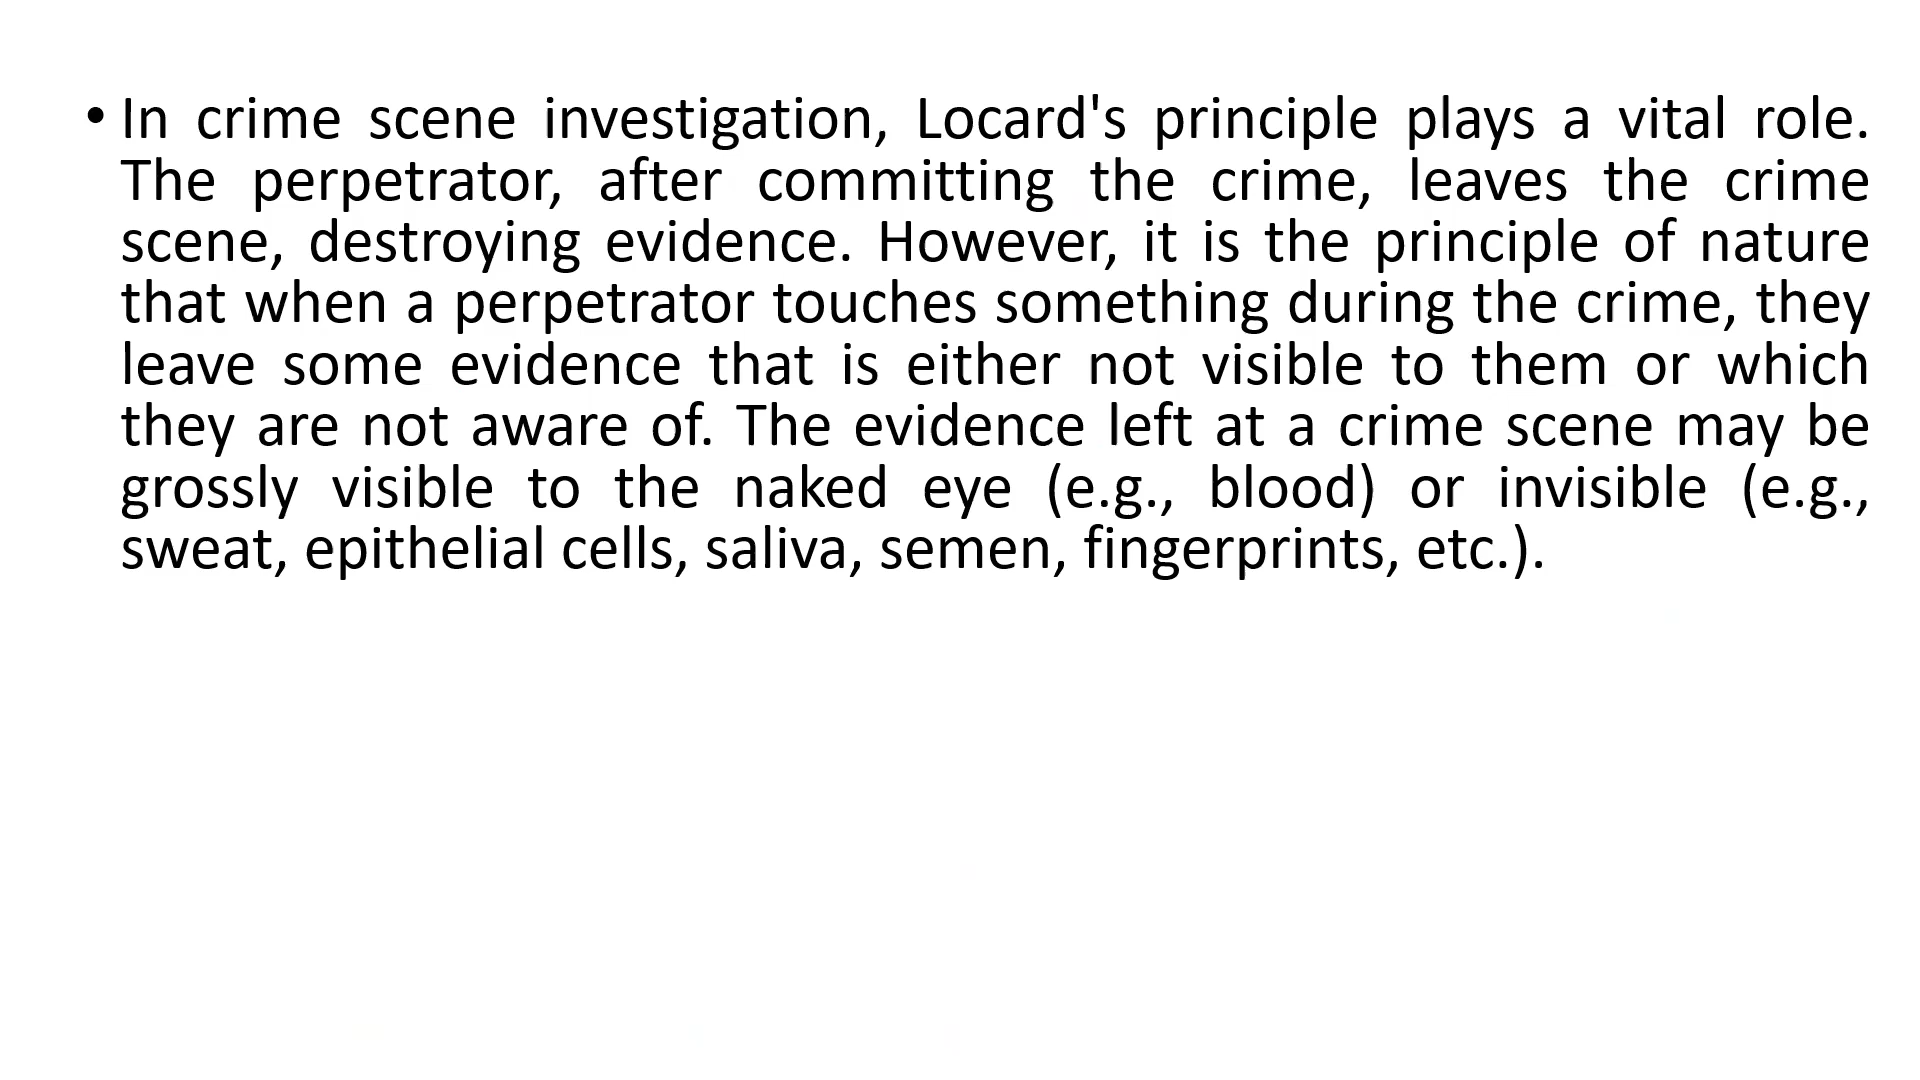 • In crime scene investigation, Locard's principle plays a vital role.
The perpetrator, after committing the crime, leaves the crime
scene, destroying evidence. However, it is the principle of nature
that when a perpetrator touches something during the crime, they
leave some evidence that is either not visible to them or which
they are not aware of. The evidence left at a crime scene may be
grossly visible to the naked eye (e.g., blood) or invisible (e.g.,
sweat, epithelial cells, saliva, semen, fingerprints, etc.).